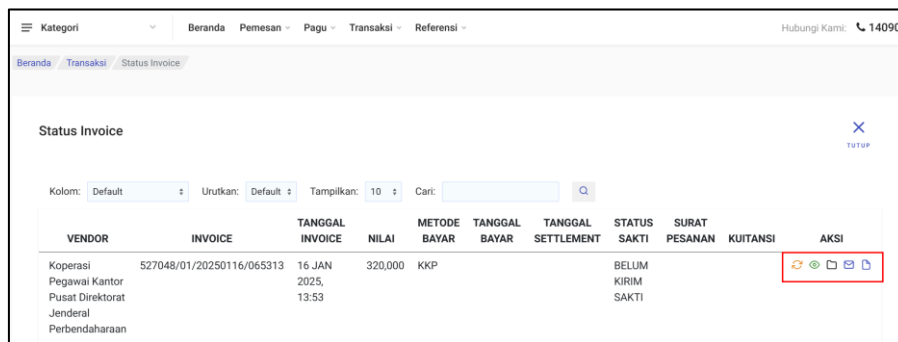 Kategori Beranda Pemesan Pagu Transaksi Referensi Hubungi Kami: 14090
Beranda / Transaksi / Status Invoice
Status Invoice
TUTUP
Kolom: Default Urutkan: Default Tampilkan: 10 Cari:
VENDOR INVOICE TANGGAL INVOICE NILAI METODE BAYAR TANGGAL BAYAR TANGGAL SETTLEMENT STATUS SAKTI SURAT PESANAN KUITANSI AKSI
Koperasi 527048/01/20250116/065313 16 JAN 320,000 KKP BELUM
Pegawai Kantor 2025, KIRIM
Pusat Direktorat 13:53 SAKTI
Jenderal
Perbendaharaan